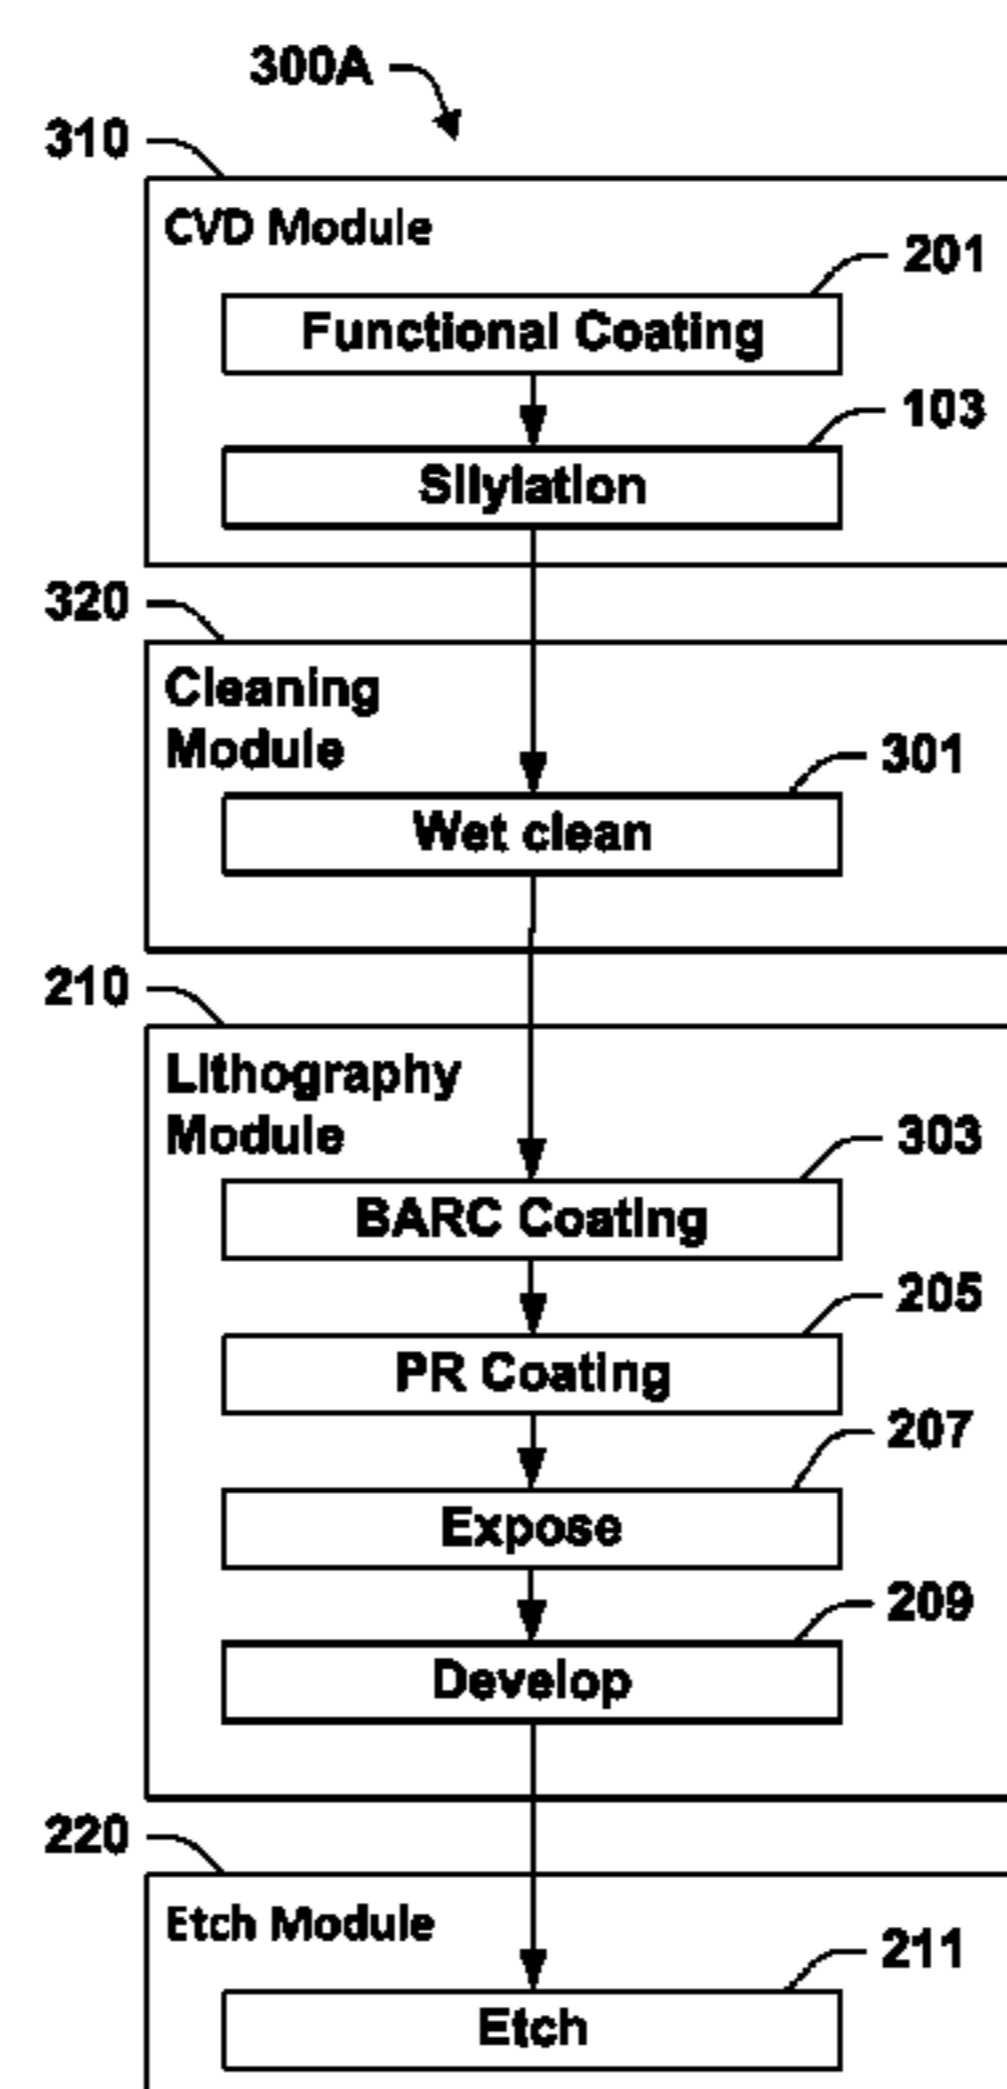 300A
310
CVD Module
201
Functional Coating
103
Silylation
320
Cleaning
Module
301
Wet clean
210
Lithography
Module
303
BARC Coating
205
PR Coating
207
Expose
209
Develop
220
Etch Module
211
Etch